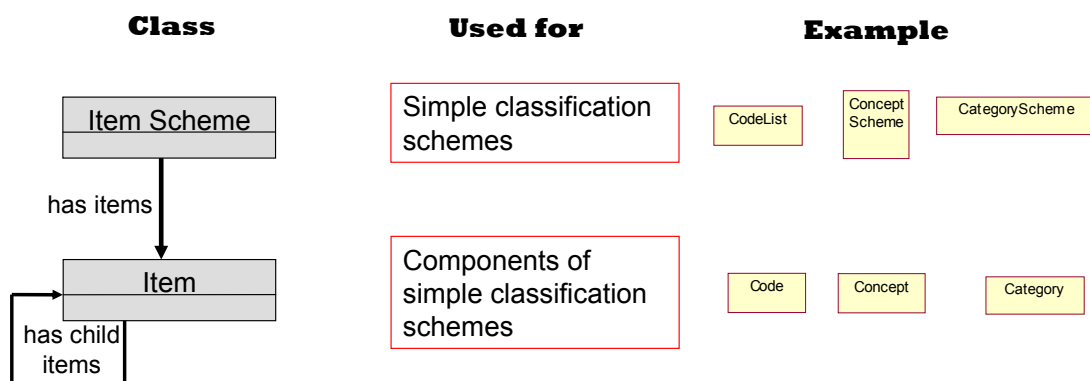 Class
Used for
Example
Item Scheme
Simple classification
schemes
CodeList
Concept
Scheme
CategoryScheme
has items
Item
Components of
simple classification
schemes
Code
Concept
Category
has child
items